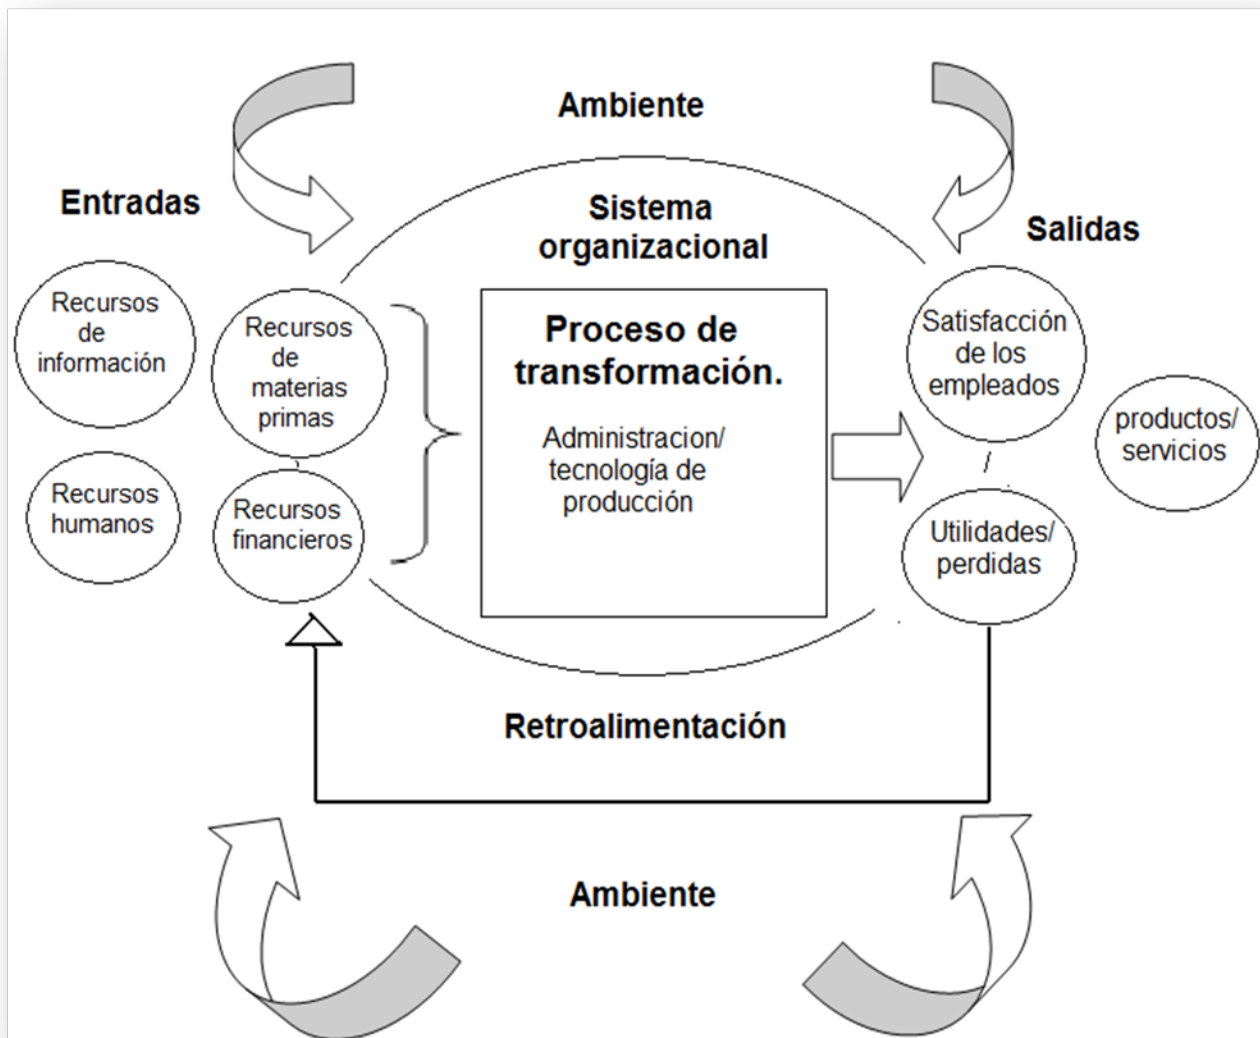 Ambiente
Entradas
Sistema
organizacional
Salidas
Recursos
de
información
Recursos
de
materias
primas
Recursos
humanos
Recursos
financieros
Proceso de
transformación.
Administracion/
tecnología de
producción
Satisfacción
de los
empleados
productos/
servicios
Utilidades/
perdidas
Retroalimentación
Ambiente